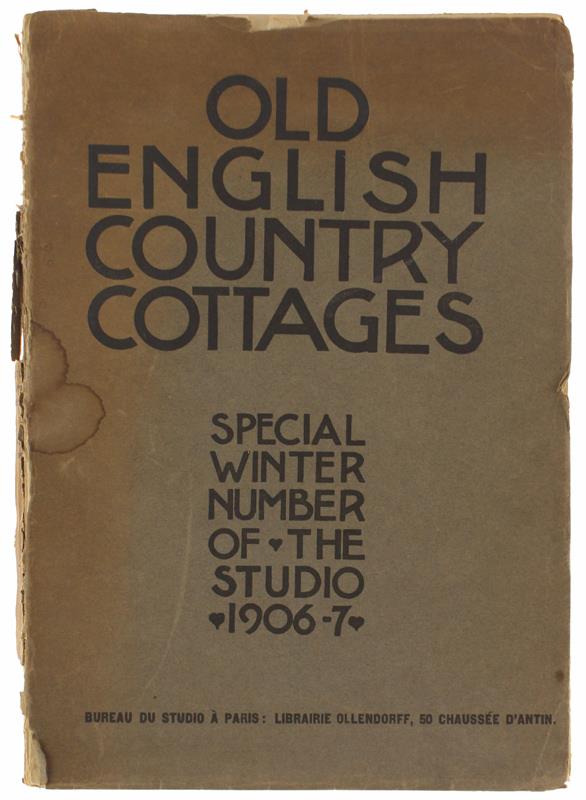 OLD
ENGLISH
COUNTRY
COTTAGES
SPECIAL
WINTER
NUMBER
OF ♥ THE
STUDIO
♥1906-7♥
BUREAU DU STUDIO À PARIS: LIBRAIRIE OLLENDORFF, 50 CHAUSSÉE D'ANTIN.